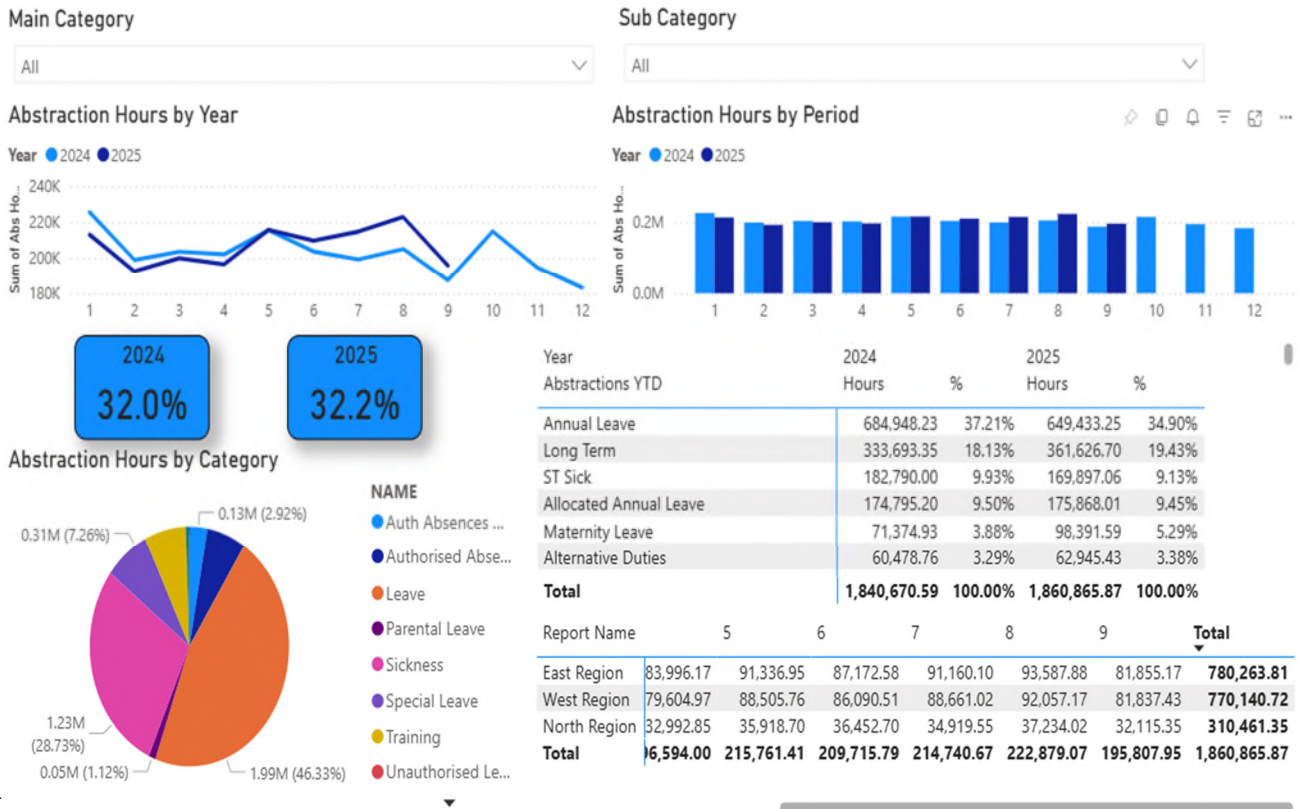 Main Category
All
Sub Category
All
Abstraction Hours by Year
Year 2024 2025
Sum of Abs Ho...
240K
220K
200K
180K
1 2 3 4 5 6 7 8 9 10 11 12
Abstraction Hours by Period
Year 2024 2025
Sum of Abs Ho...
0.2M
0.0M
1 2 3 4 5 6 7 8 9 10 11 12
2024
32.0%
2025
32.2%
Abstraction Hours by Category
0.13M (2.92%)
0.31M (7.26%)
1.23M
(28.73%)
0.05M (1.12%)
1.99M (46.33%)
NAME
Auth Absences ...
Authorised Abse...
Leave
Parental Leave
Sickness
Special Leave
Training
Unauthorised Le...
Year 2024 2025
Abstractions YTD Hours % Hours %
Annual Leave 684,948.23 37.21% 649,433.25 34.90%
Long Term 333,693.35 18.13% 361,626.70 19.43%
ST Sick 182,790.00 9.93% 169,897.06 9.13%
Allocated Annual Leave 174,795.20 9.50% 175,868.01 9.45%
Maternity Leave 71,374.93 3.88% 98,391.59 5.29%
Alternative Duties 60,478.76 3.29% 62,945.43 3.38%
Total 1,840,670.59 100.00% 1,860,865.87 100.00%
Report Name 5 6 7 8 9 Total
East Region 83,996.17 91,336.95 87,172.58 91,160.10 93,587.88 81,855.17 780,263.81
West Region 79,604.97 88,505.76 86,090.51 88,661.02 92,057.17 81,837.43 770,140.72
North Region 32,992.85 35,918.70 36,452.70 34,919.55 37,234.02 32,115.35 310,461.35
Total 6,594.00 215,761.41 209,715.79 214,740.67 222,879.07 195,807.95 1,860,865.87